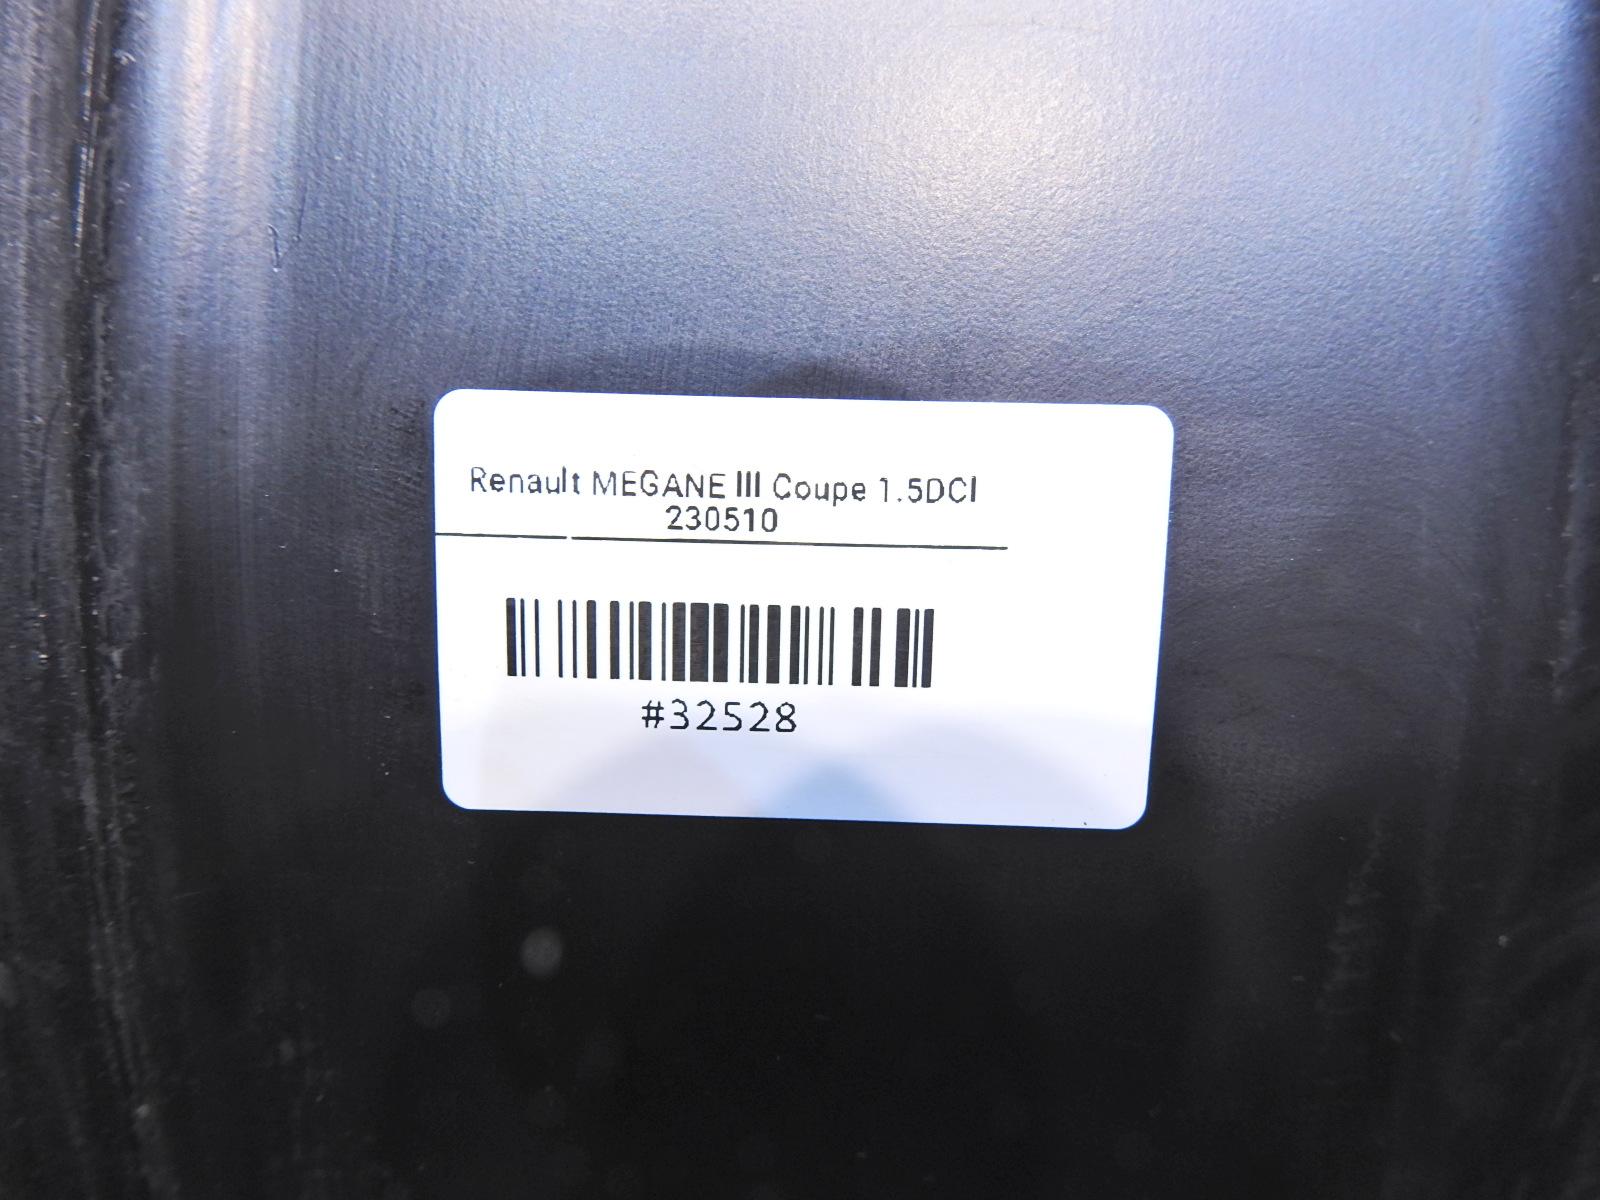 Renault MEGANE III Coupe 1.5DCI
230510
#32528